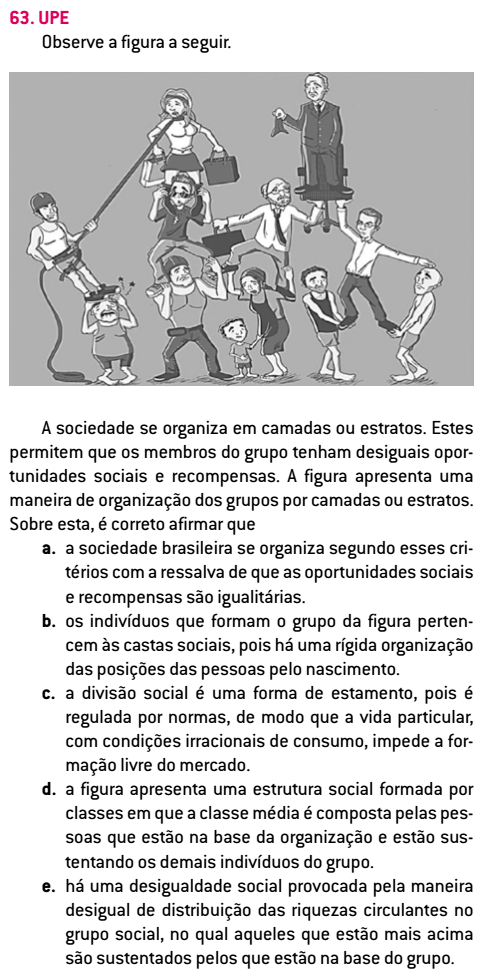 63. UPE
Observe a figura a seguir.
A sociedade se organiza em camadas ou estratos. Estes
permitem que os membros do grupo tenham desiguais opor-
tunidades sociais e recompensas. A figura apresenta uma
maneira de organização dos grupos por camadas ou estratos.
Sobre esta, é correto afirmar que
a. a sociedade brasileira se organiza segundo esses cri-
térios com a ressalva de que as oportunidades sociais
e recompensas são igualitárias.
b. os indivíduos que formam o grupo da figura perten-
cem às castas sociais, pois há uma rígida organização
das posições das pessoas pelo nascimento.
c. a divisão social é uma forma de estamento, pois é
regulada por normas, de modo que a vida particular,
com condições irracionais de consumo, impede a for-
mação livre do mercado.
d. a figura apresenta uma estrutura social formada por
classes em que a classe média é composta pelas pes-
soas que estão na base da organização e estão sus-
tentando os demais indivíduos do grupo.
e. há uma desigualdade social provocada pela maneira
desigual de distribuição das riquezas circulantes no
grupo social, no qual aqueles que estão mais acima
são sustentados pelos que estão na base do grupo.